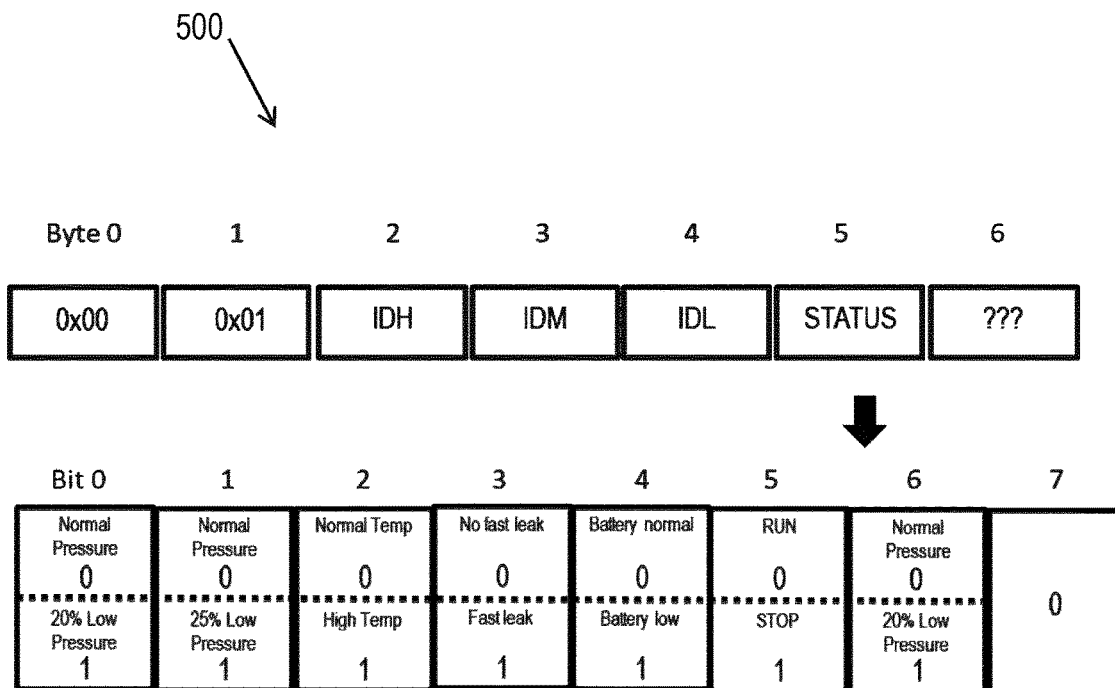 500
Byte 0 1 2 3 4 5 6
0x00 0x01 IDH IDM IDL STATUS ???
Bit 0 1 2 3 4 5 6 7
Normal Normal Normal Temp No fast leak Battery normal RUN Normal
Pressure Pressure Pressure
0 0 0 0 0 0 0
0
20% Low 25% Low High Temp Fast leak Battery low STOP 20% Low
Pressure Pressure Pressure
1 1 1 1 1 1 1